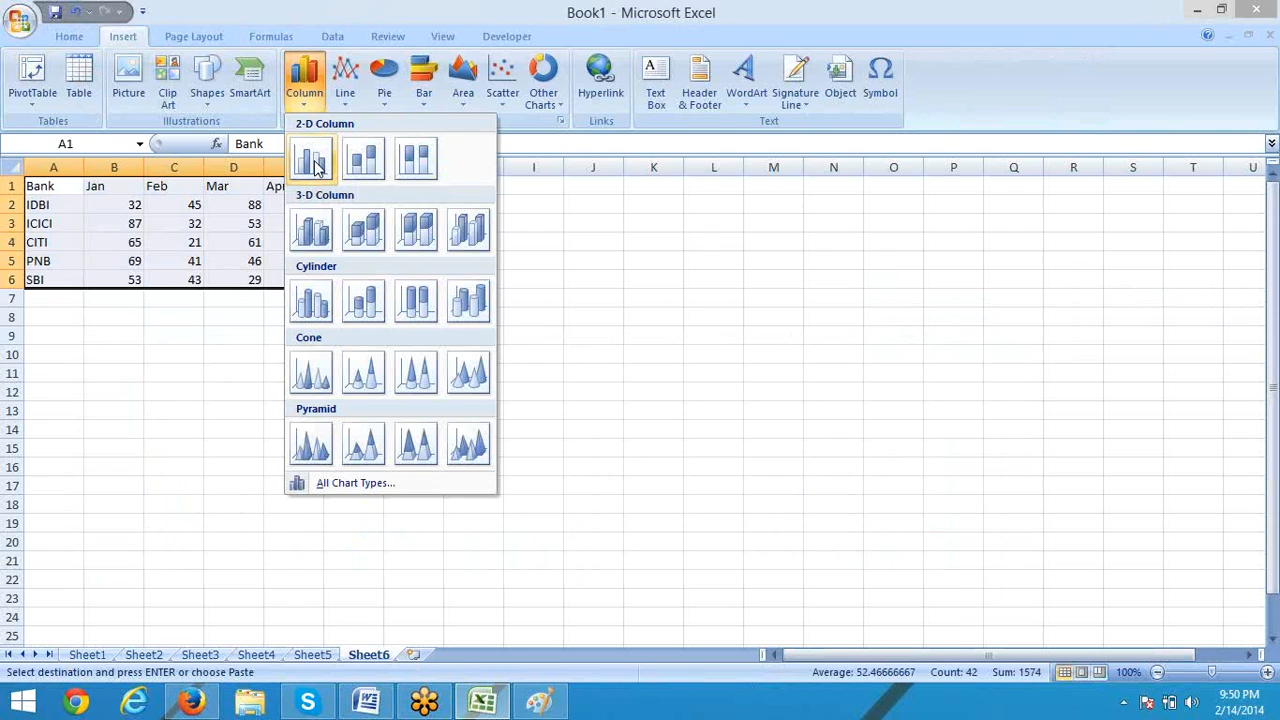 Book1 - Microsoft Excel
Home Insert Page Layout Formulas Data Review View Developer
PivotTable Table Picture Clip Art Shapes SmartArt Column Line Pie Bar Area Scatter Other Charts Hyperlink Text Box Header & Footer WordArt Signature Line Object Symbol
Tables Illustrations Links Text
A1 fx Bank
A B C D I J K L M N O P Q R S T U
1 Bank Jan Feb Mar
2 IDBI 32 45 88
3 ICICI 87 32 53
4 CITI 65 21 61
5 PNB 69 41 46
6 SBI 53 43 29
7
8
9
10
11
12
13
14
15
16
17
18
19
20
21
22
23
24
25
2-D Column
3-D Column
Cylinder
Cone
Pyramid
All Chart Types...
Sheet1 Sheet2 Sheet3 Sheet4 Sheet5 Sheet6
Select destination and press ENTER or choose Paste Average: 52.46666667 Count: 42 Sum: 1574 100%
9:50 PM
2/14/2014